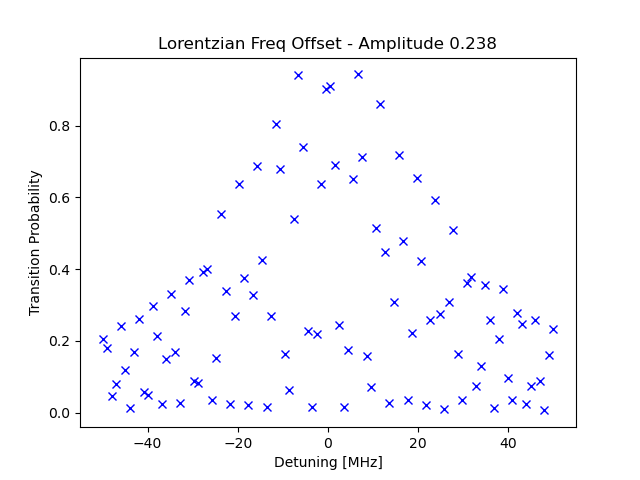 Lorentzian Freq Offset - Amplitude 0.238
Transition Probability
0.8
0.6
0.4
0.2
0.0
−40 −20 0 20 40
Detuning [MHz]